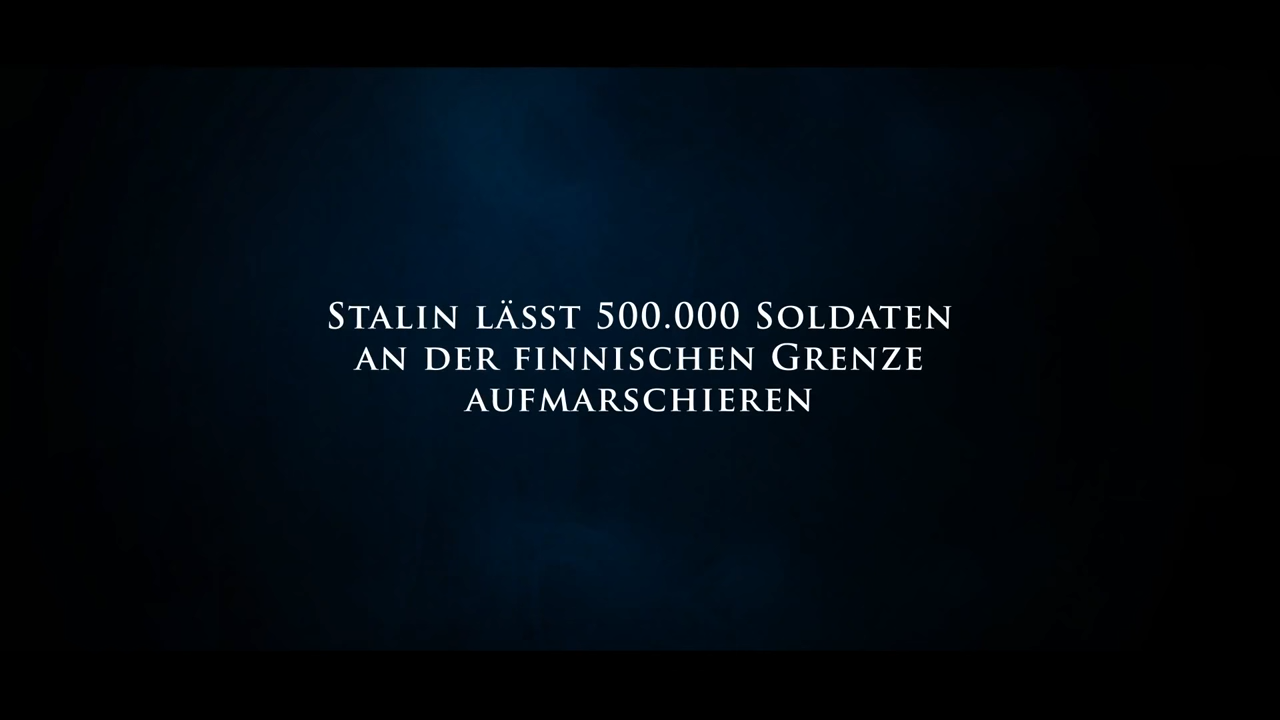 Stalin lässt 500.000 Soldaten
an der finnischen Grenze
aufmarschieren